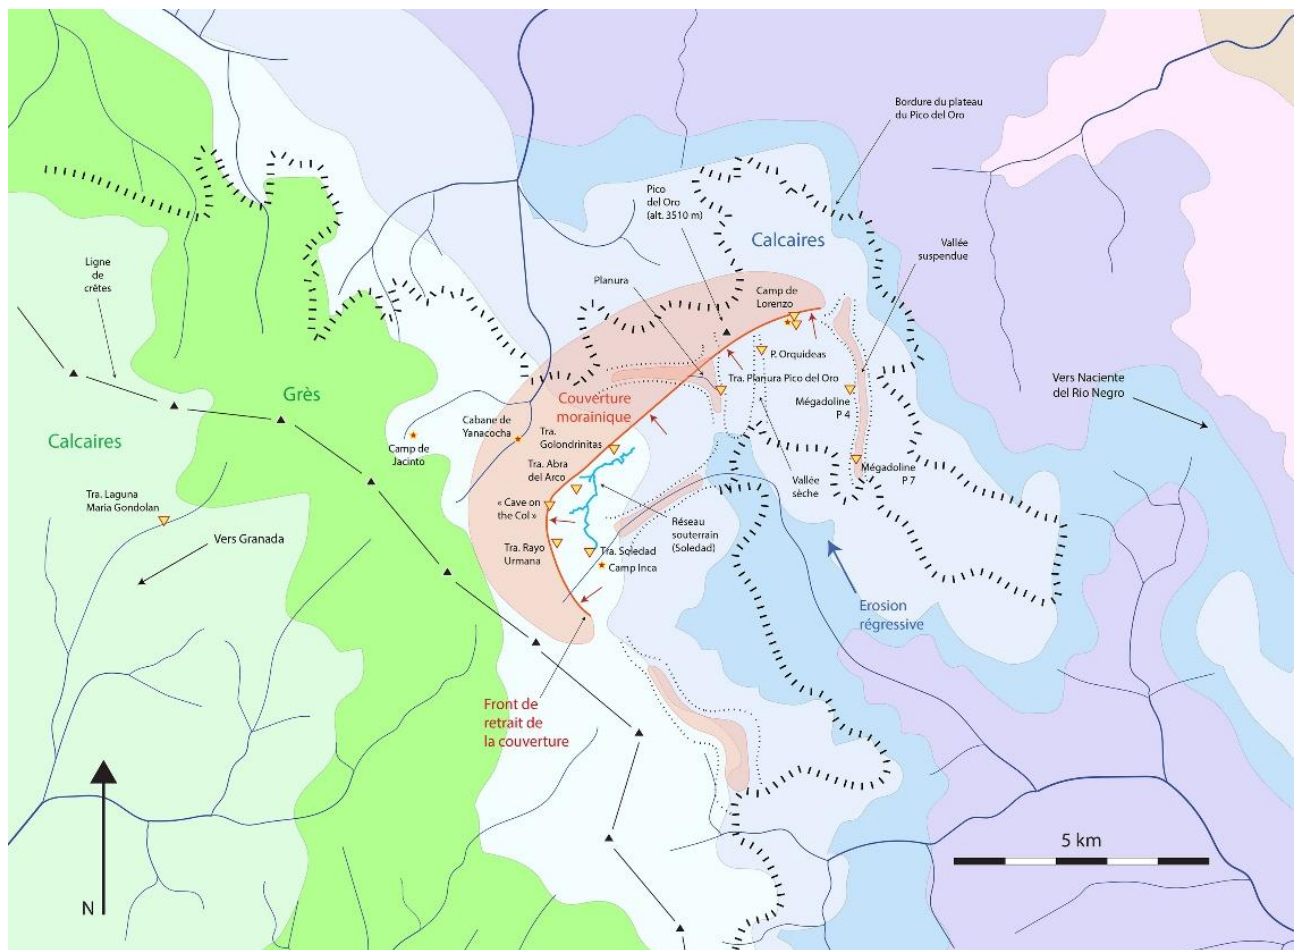 Bordure du plateau
du Pico del Oro
Pico
del Oro
(alt. 3510 m)
Calcaires
Vallée
suspendue
Ligne
de
crêtes
Planura
Camp de
Lorenzo
P. Orquideas
Tra. Planura Pico del Oro
Grès
Couverture
morainique
Mégadoline
P 4
Vers Naciente
del Rio Negro
Calcaires
Camp de
Jacinto
Cabane de
Yanacocha
Tra.
Golondrinitas
Tra. Abra
del Arco
Vallée
sèche
Mégadoline
P 7
Tra. Laguna
Maria Gondolan
« Cave on
the Col »
Réseau
souterrain
(Soledad)
Vers Granada
Tra. Rayo
Urmana
Tra. Soledad
Camp Inca
Erosion
régressive
Front de
retrait de
la couverture
5 km
N